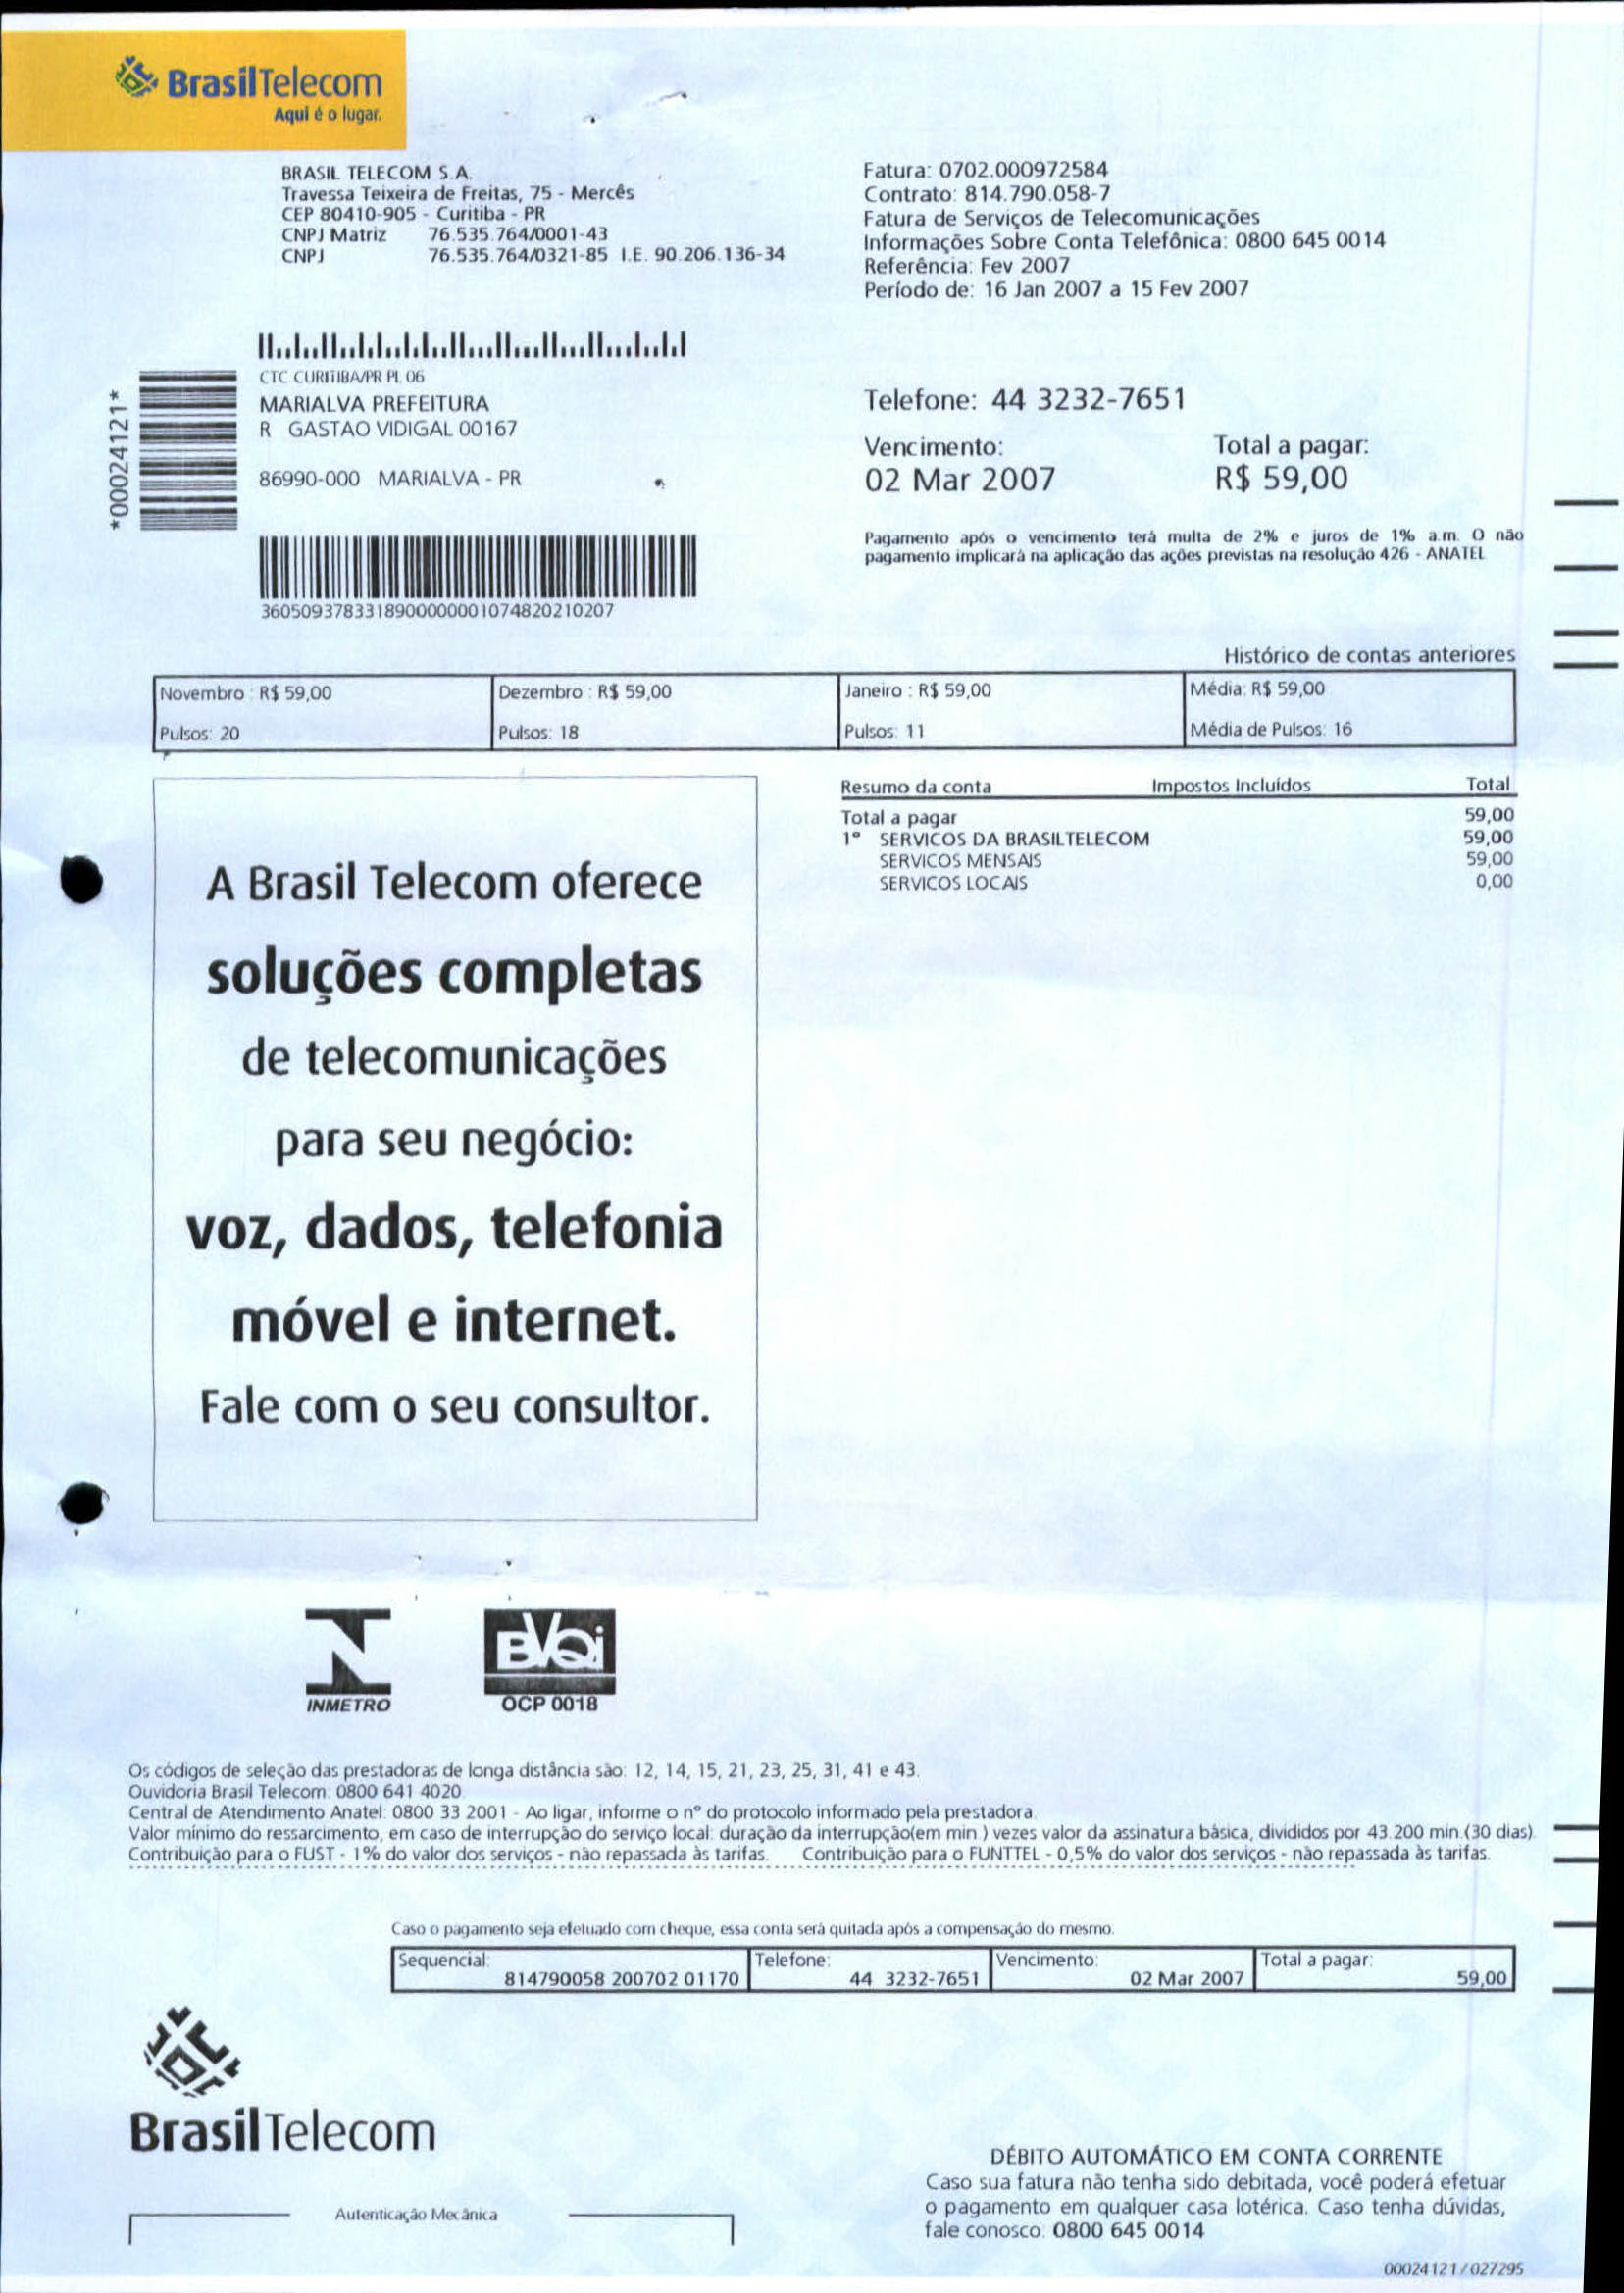 BrasilTelecom
Aqui é o lugar.
BRASIL TELECOM S.A.
Travessa Teixeira de Freitas, 75 - Mercês
CEP 80410-905 - Curitiba - PR
CNPJ Matriz 76.535.764/0001-43
CNPJ 76.535.764/0321-85 I.E. 90.206.136-34
Fatura: 0702.000972584
Contrato: 814.790.058-7
Fatura de Serviços de Telecomunicações
Informações Sobre Conta Telefônica: 0800 645 0014
Referência: Fev 2007
Período de: 16 Jan 2007 a 15 Fev 2007
*00024121*
CTC CURITIBA/PR PL 06
MARIALVA PREFEITURA
R GASTAO VIDIGAL 00167
86990-000 MARIALVA - PR
3605093783318900000001074820210207
Telefone: 44 3232-7651
Vencimento: Total a pagar:
02 Mar 2007 R$ 59,00
Pagamento após o vencimento terá multa de 2% e juros de 1% a.m. O não
pagamento implicará na aplicação das ações previstas na resolução 426 - ANATEL
Histórico de contas anteriores
Novembro : R$ 59,00 Dezembro : R$ 59,00 Janeiro : R$ 59,00 Média: R$ 59,00
Pulsos: 20 Pulsos: 18 Pulsos: 11 Média de Pulsos: 16
A Brasil Telecom oferece
soluções completas
de telecomunicações
para seu negócio:
voz, dados, telefonia
móvel e internet.
Fale com o seu consultor.
Resumo da conta Impostos Incluídos Total
Total a pagar 59,00
1º SERVICOS DA BRASILTELECOM 59,00
SERVICOS MENSAIS 59,00
SERVICOS LOCAIS 0,00
INMETRO
BVQi
OCP 0018
Os códigos de seleção das prestadoras de longa distância são: 12, 14, 15, 21, 23, 25, 31, 41 e 43.
Ouvidoria Brasil Telecom: 0800 641 4020
Central de Atendimento Anatel: 0800 33 2001 - Ao ligar, informe o nº do protocolo informado pela prestadora.
Valor mínimo do ressarcimento, em caso de interrupção do serviço local: duração da interrupção(em min.) vezes valor da assinatura básica, divididos por 43.200 min.(30 dias).
Contribuição para o FUST - 1% do valor dos serviços - não repassada às tarifas. Contribuição para o FUNTTEL - 0,5% do valor dos serviços - não repassada às tarifas.
Caso o pagamento seja efetuado com cheque, essa conta será quitada após a compensação do mesmo.
Sequencial: Telefone: Vencimento: Total a pagar:
814790058 200702 01170 44 3232-7651 02 Mar 2007 59,00
BrasilTelecom
Autenticação Mecânica
DÉBITO AUTOMÁTICO EM CONTA CORRENTE
Caso sua fatura não tenha sido debitada, você poderá efetuar
o pagamento em qualquer casa lotérica. Caso tenha dúvidas,
fale conosco: 0800 645 0014
00024121/027295